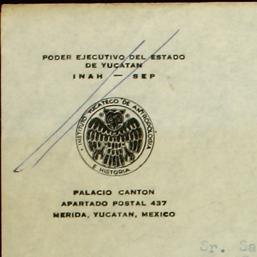 PODER EJECUTIVO DEL ESTADO
DE YUCATAN
INAH — SEP
INSTITUTO YUCATECO DE ANTROPOLOGIA
E HISTORIA
PALACIO CANTON
APARTADO POSTAL 437
MERIDA, YUCATAN, MEXICO
Sr. Sa